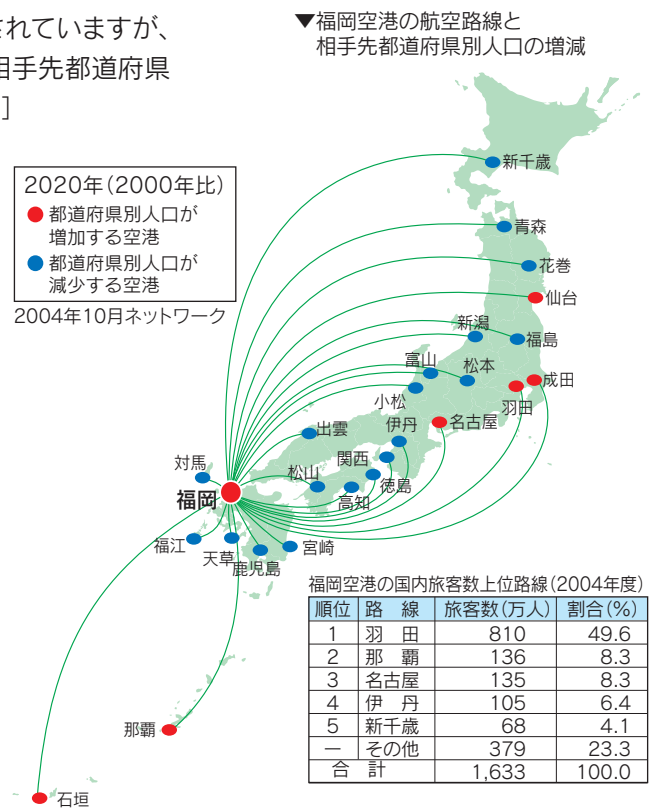 されていますが、
相手先都道府県
]
▼福岡空港の航空路線と
相手先都道府県別人口の増減
2020年(2000年比)
都道府県別人口が
増加する空港
都道府県別人口が
減少する空港
2004年10月ネットワーク
新千歳
青森
花巻
仙台
新潟
福島
富山
松本
成田
羽田
小松
名古屋
出雲
伊丹
関西
対馬
松山
徳島
福岡
高知
福江
天草
宮崎
鹿児島
那覇
石垣
福岡空港の国内旅客数上位路線(2004年度)
順位 路 線 旅客数(万人) 割合(%)
1 羽 田 810 49.6
2 那 覇 136 8.3
3 名古屋 135 8.3
4 伊 丹 105 6.4
5 新千歳 68 4.1
― その他 379 23.3
合 計 1,633 100.0